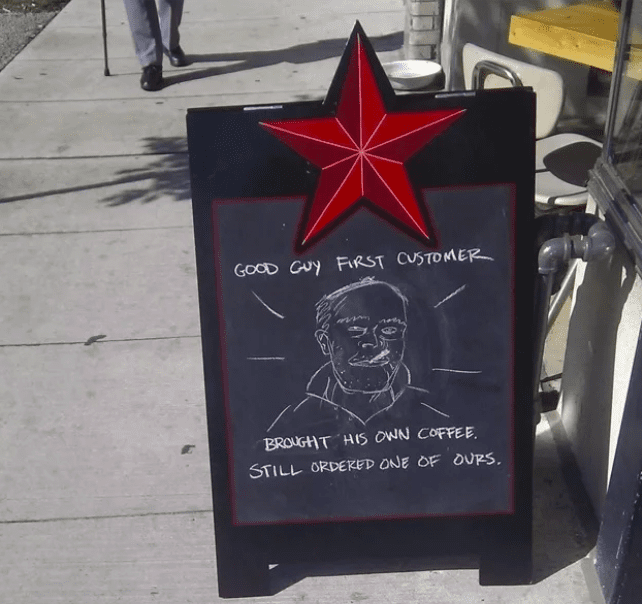 GOOD GUY FIRST CUSTOMER
BROUGHT HIS OWN COFFEE.
STILL ORDERED ONE OF OURS.